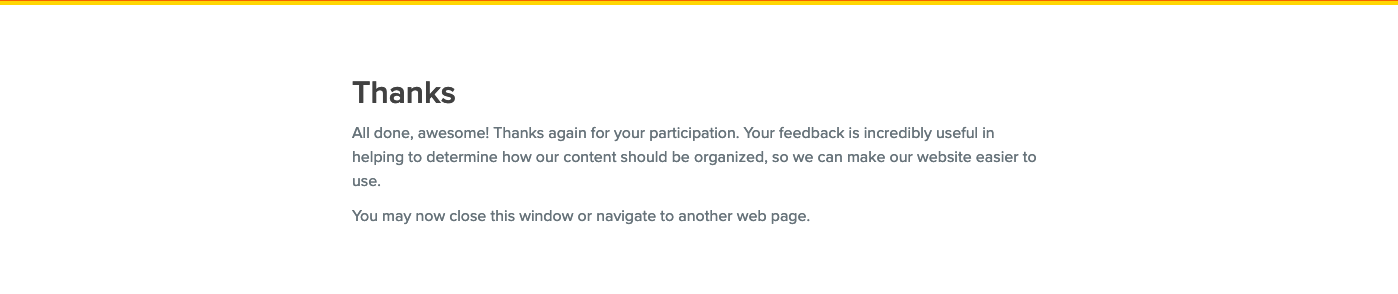 Thanks
All done, awesome! Thanks again for your participation. Your feedback is incredibly useful in
helping to determine how our content should be organized, so we can make our website easier to
use.
You may now close this window or navigate to another web page.